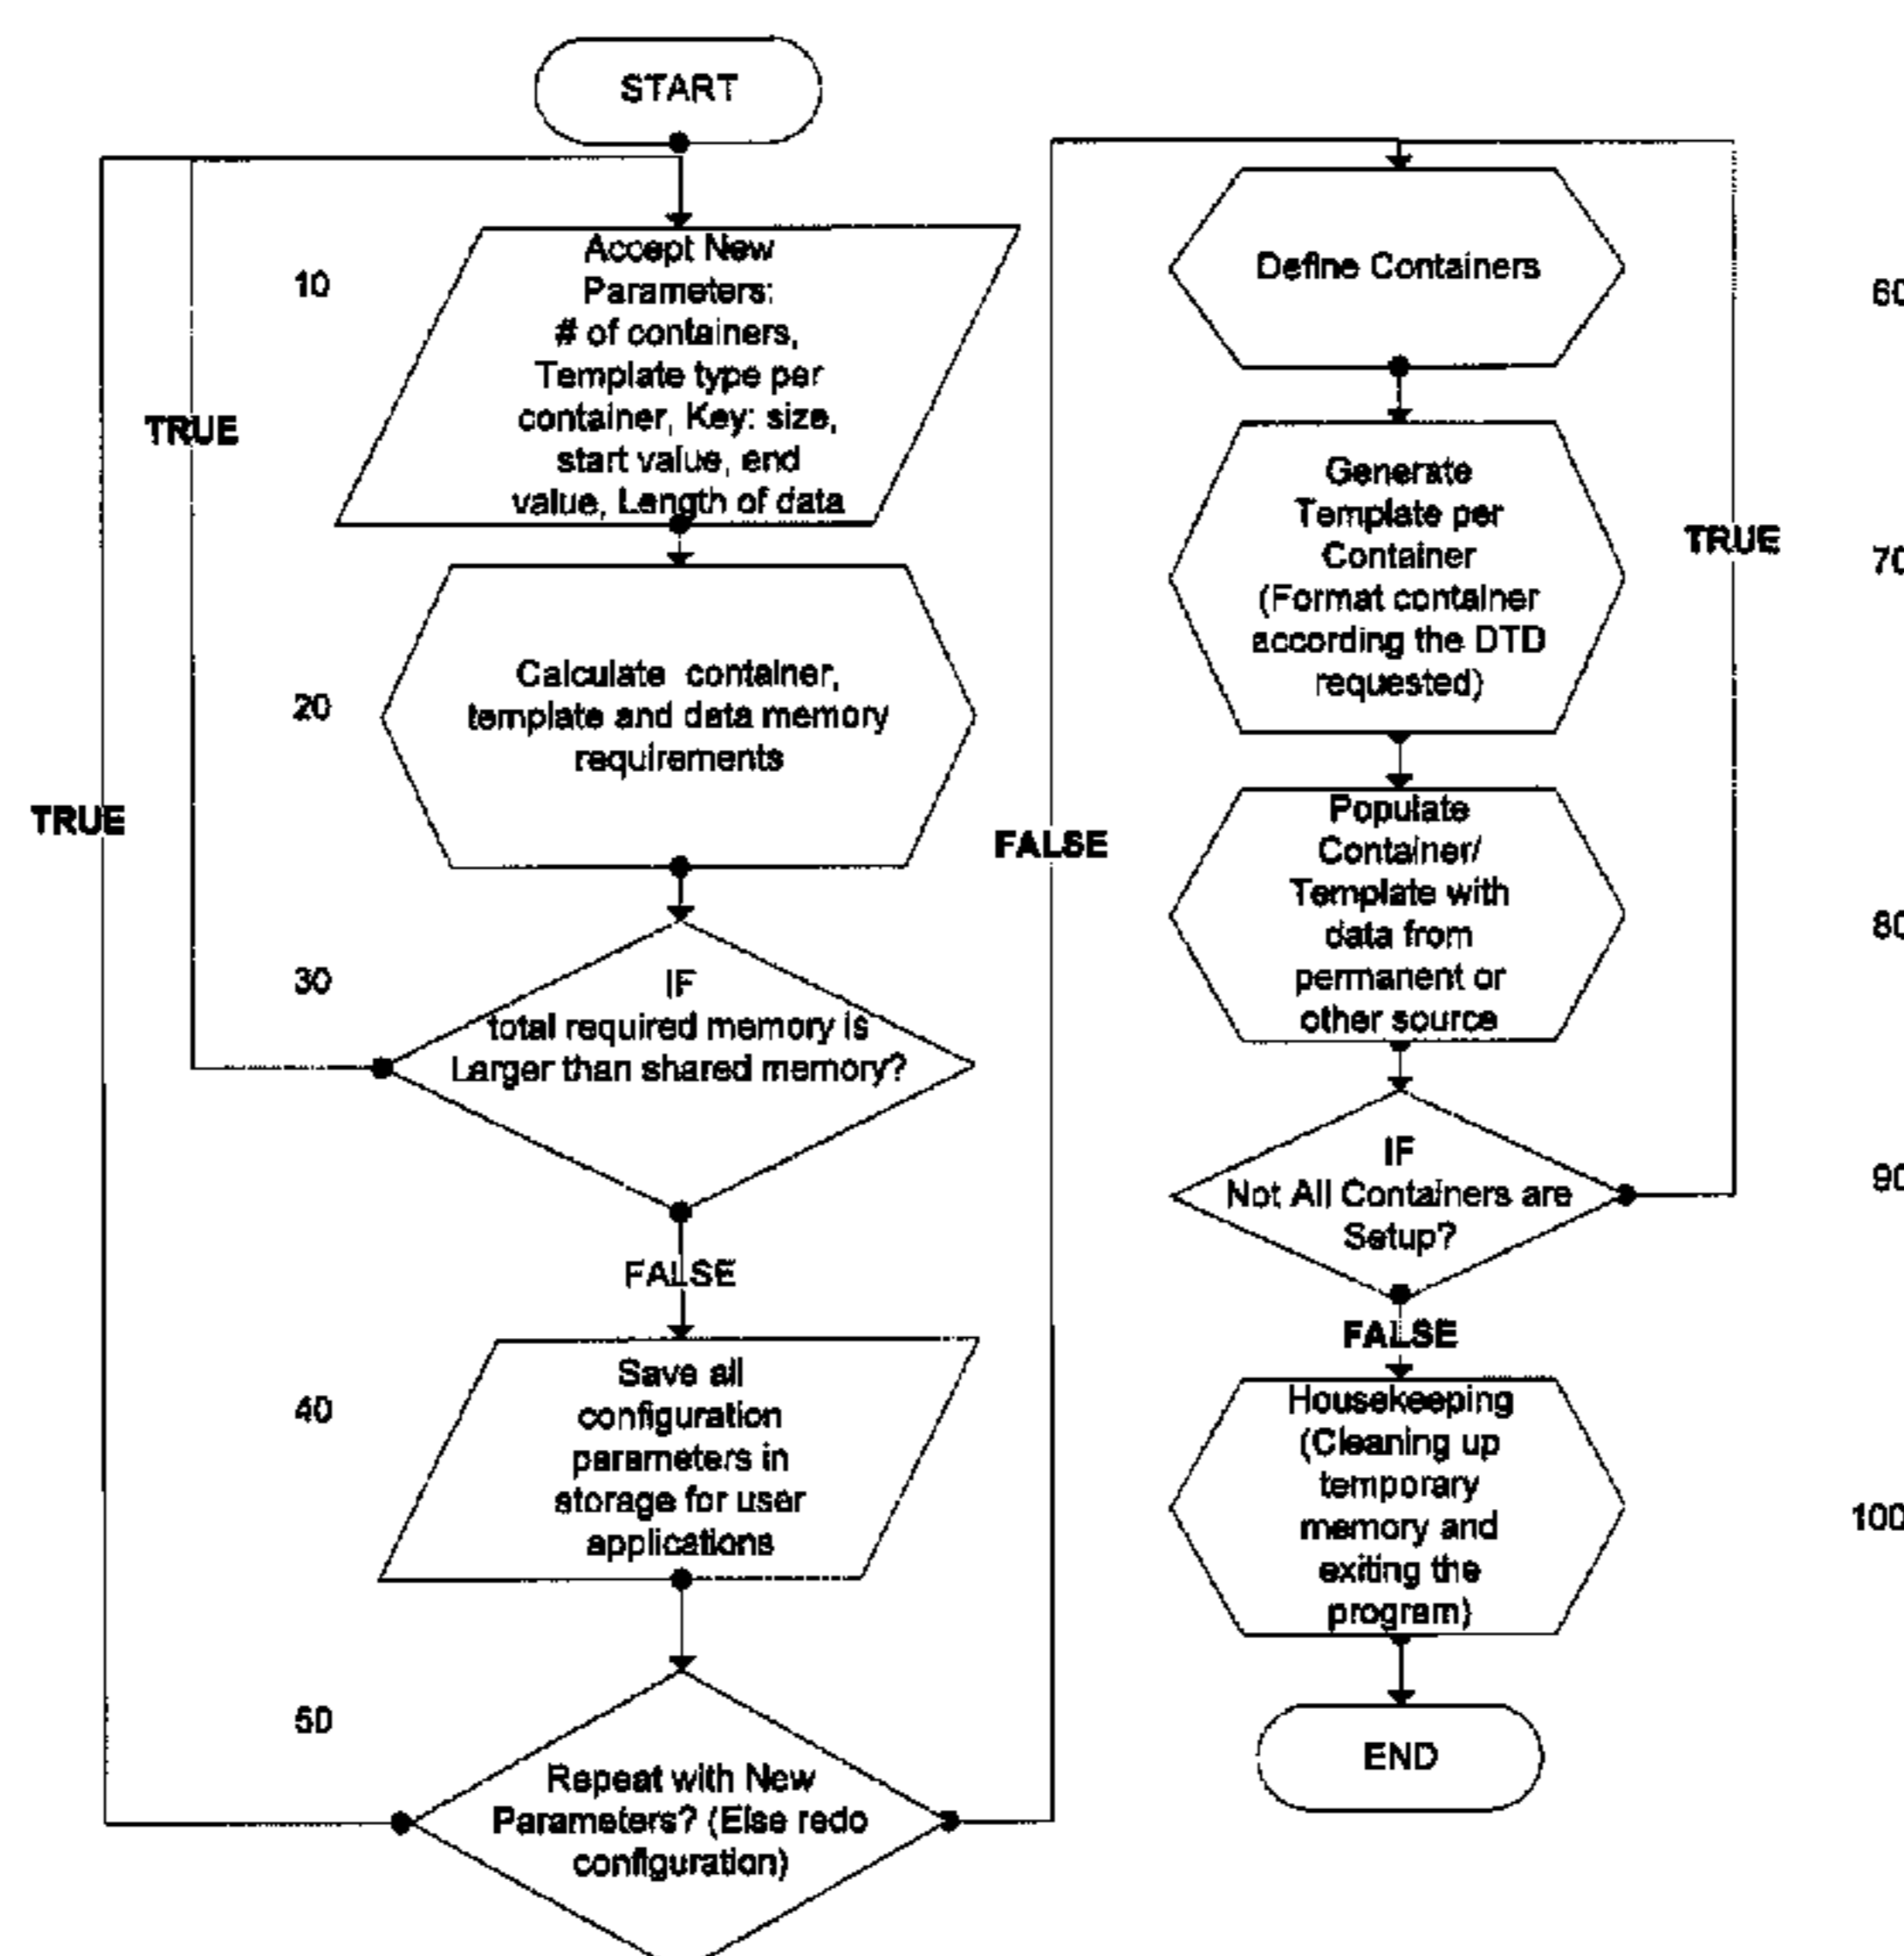 START
10
Accept New
Parameters:
# of containers,
Template type per
container, Key: size,
start value, end
value, Length of data
TRUE
20
Calculate container,
template and data memory
requirements
TRUE
30
IF
total required memory is
Larger than shared memory?
FALSE
40
Save all
configuration
parameters in
storage for user
applications
50
Repeat with New
Parameters? (Else redo
configuration)
FALSE
Define Containers
60
Generate
Template per
Container
(Format container
according the DTD
requested)
TRUE
70
Populate
Container/
Template with
data from
permanent or
other source
80
IF
Not All Containers are
Setup?
90
FALSE
Housekeeping
(Cleaning up
temporary
memory and
exiting the
program)
100
END